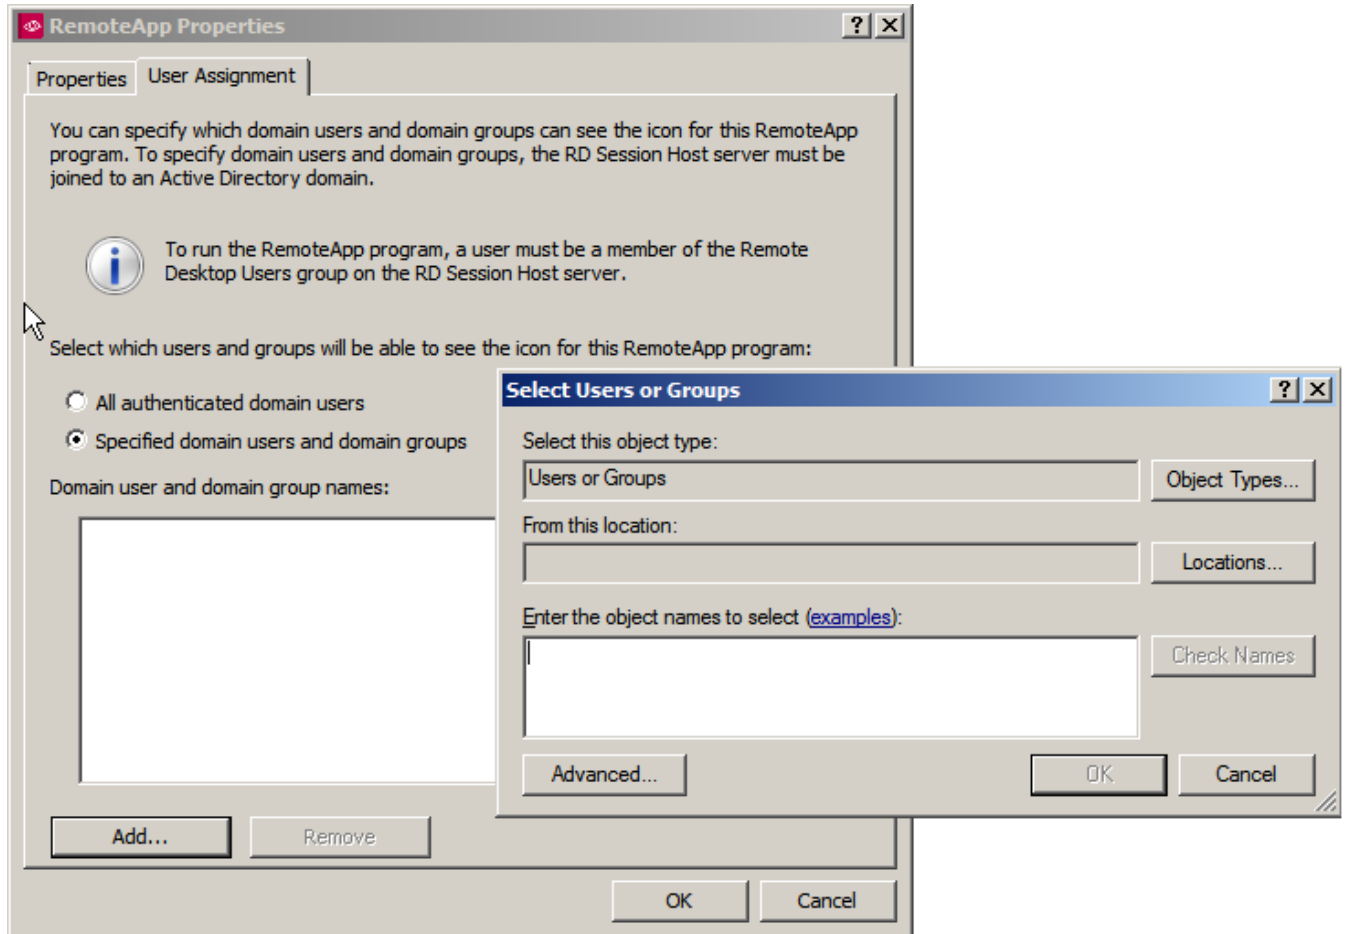 RemoteApp Properties
Properties
User Assignment
You can specify which domain users and domain groups can see the icon for this RemoteApp
program. To specify domain users and domain groups, the RD Session Host server must be
joined to an Active Directory domain.
To run the RemoteApp program, a user must be a member of the Remote
Desktop Users group on the RD Session Host server.
Select which users and groups will be able to see the icon for this RemoteApp program:
All authenticated domain users
Specified domain users and domain groups
Domain user and domain group names:
Add...
Remove
OK
Cancel
Select Users or Groups
Select this object type:
Users or Groups
Object Types...
From this location:
Locations...
Enter the object names to select (examples):
Check Names
Advanced...
OK
Cancel